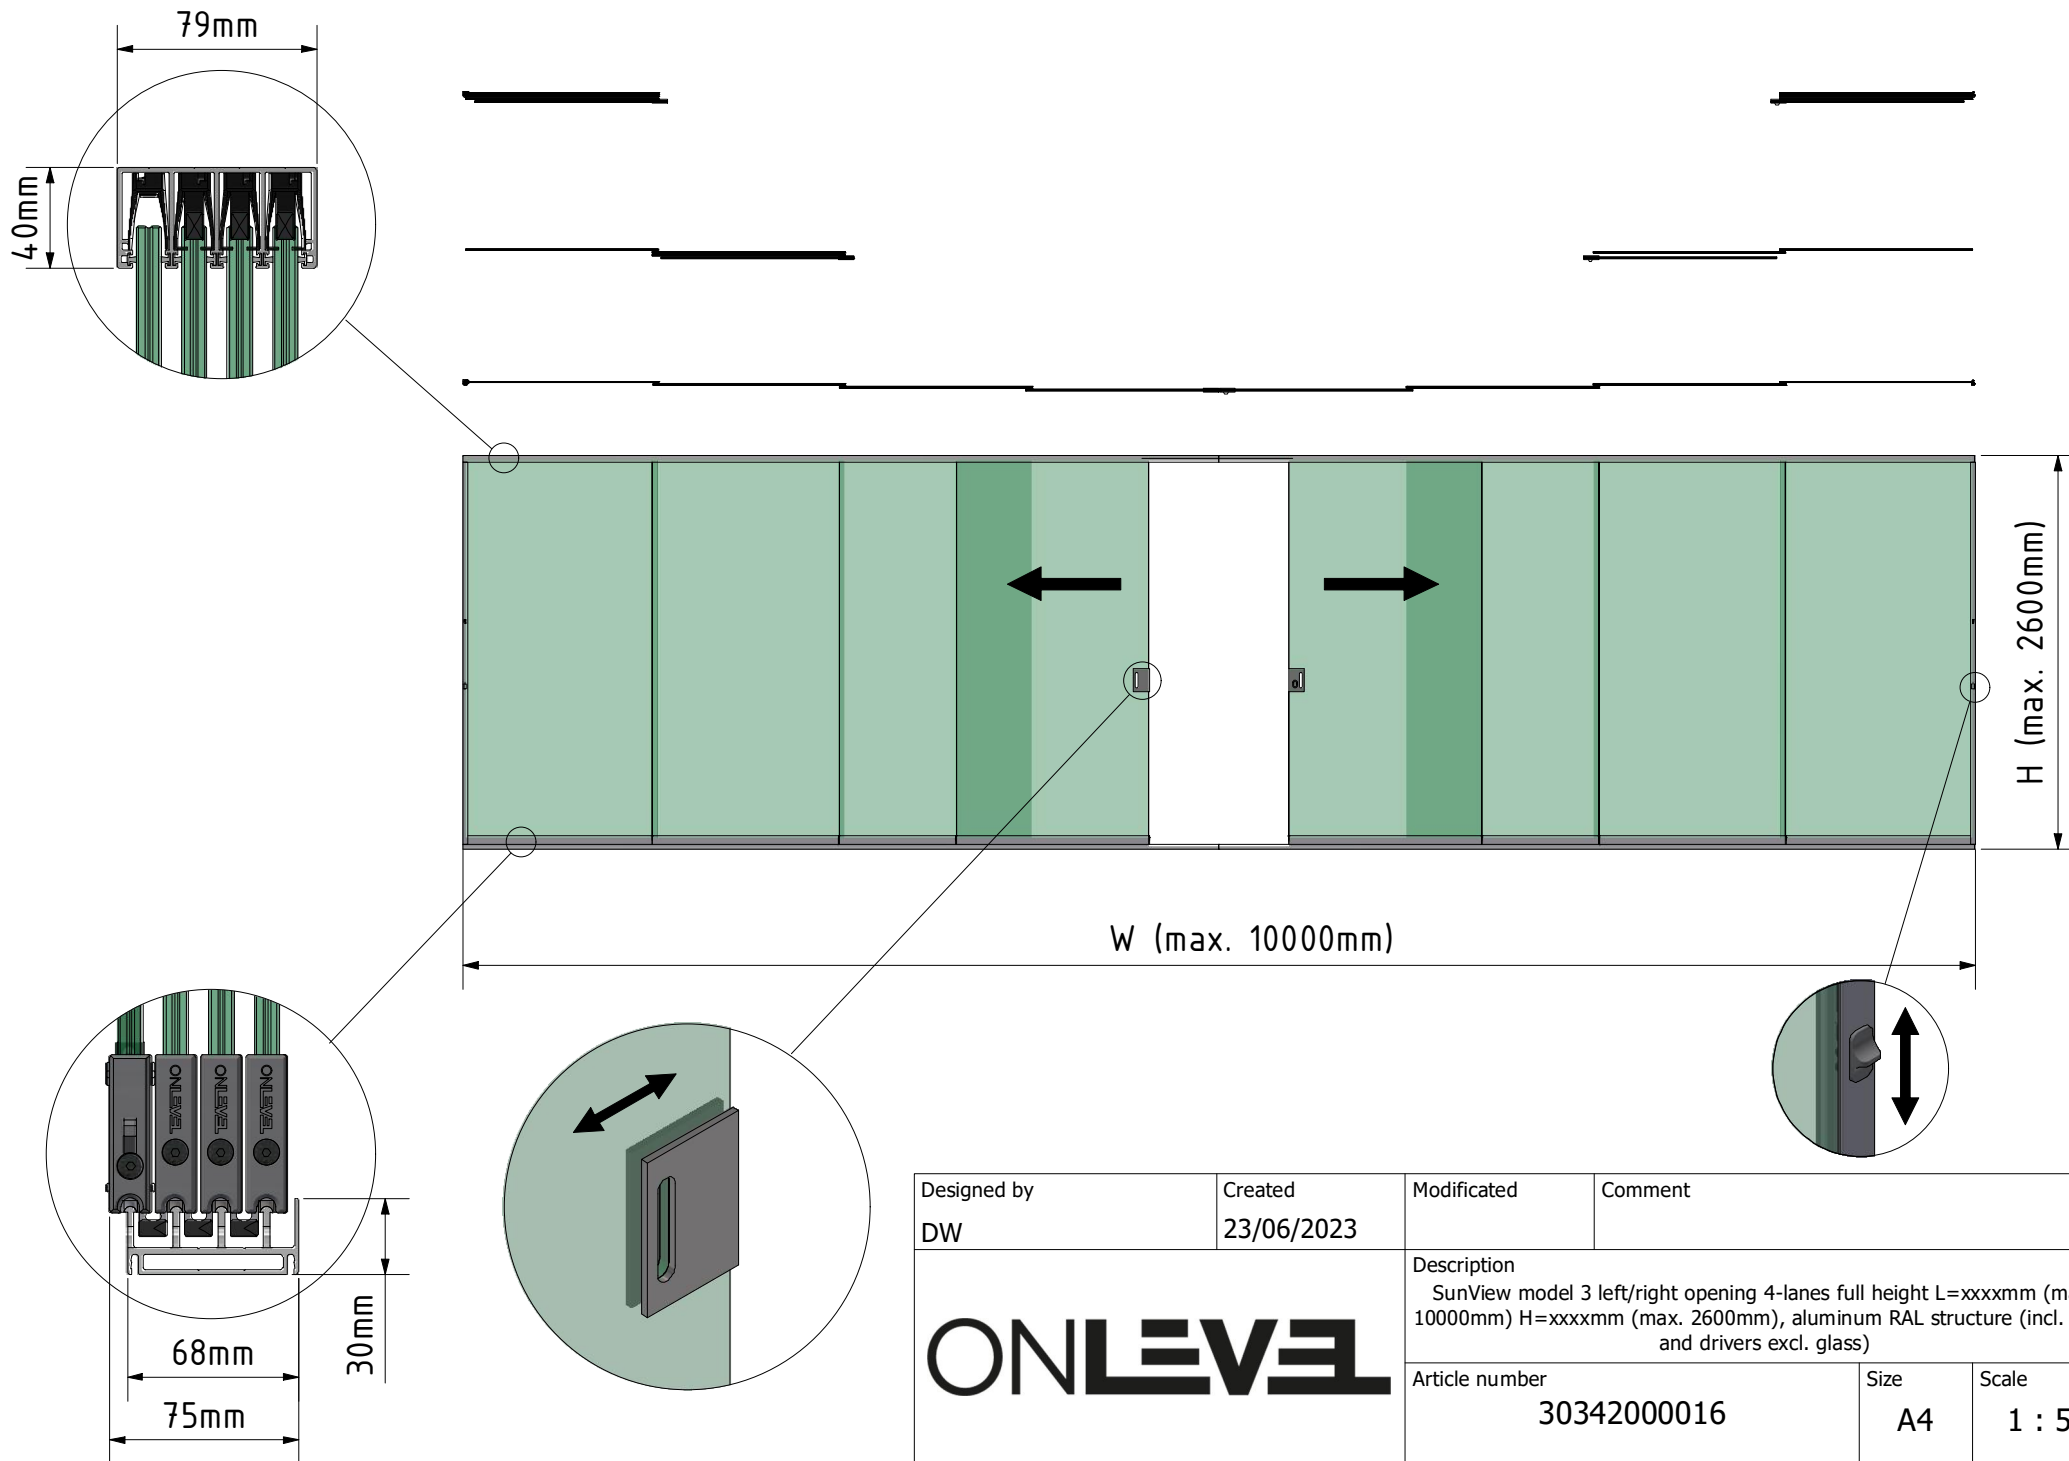 79mm
40mm
H (max. 2600mm)
W (max. 10000mm)
ONLEVEL
ONLEVEL
ONLEVEL
30mm
68mm
75mm
Designed by
DW
Created
23/06/2023
Modificated
Comment
ONLEVEL
Description
SunView model 3 left/right opening 4-lanes full height L=xxxxmm
10000mm) H=xxxxmm (max. 2600mm), aluminum RAL structure (incl.
and drivers excl. glass)
Article number
30342000016
Size
A4
Scale
1 : 5